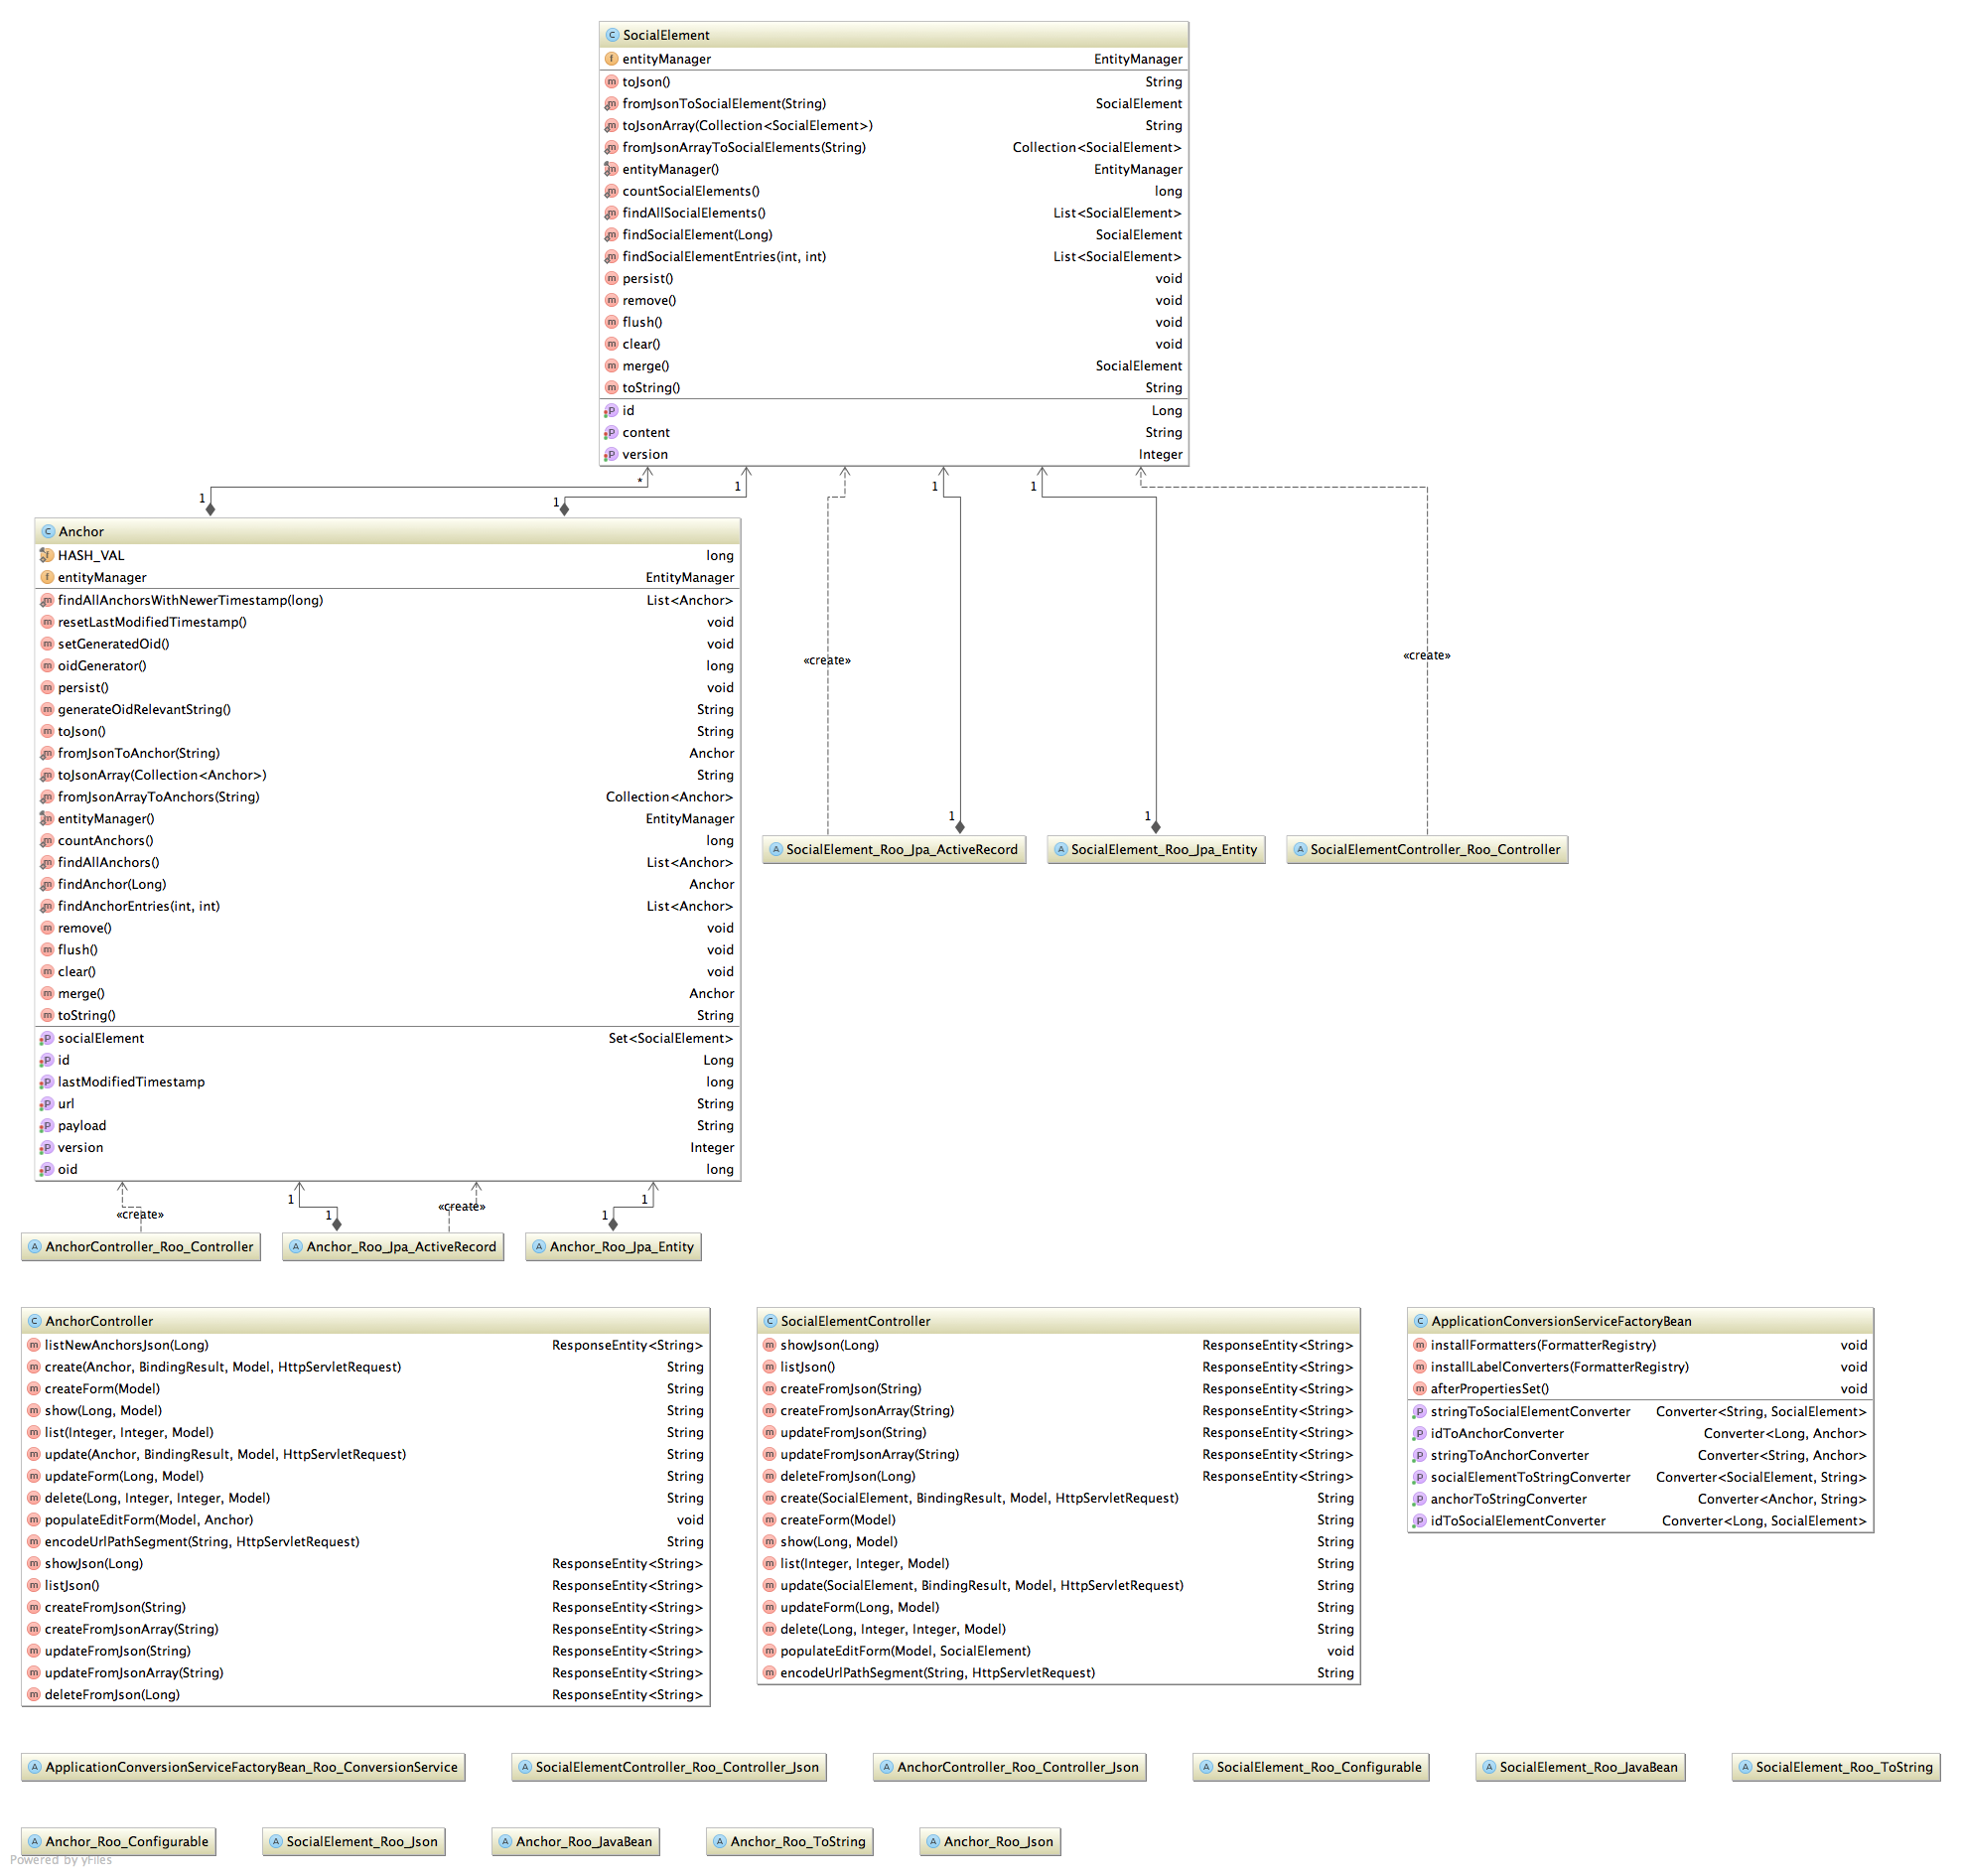 SocialElement
entityManager EntityManager
toJson() String
fromJsonToSocialElement(String) SocialElement
toJsonArray(Collection<SocialElement>) String
fromJsonArrayToSocialElements(String) Collection<SocialElement>
entityManager() EntityManager
countSocialElements() long
findAllSocialElements() List<SocialElement>
findSocialElement(Long) SocialElement
findSocialElementEntries(int, int) List<SocialElement>
persist() void
remove() void
flush() void
clear() void
merge() SocialElement
toString() String
id Long
content String
version Integer
* 1 1 1
1 1
Anchor
HASH_VAL long
entityManager EntityManager
findAllAnchorsWithNewerTimestamp(long) List<Anchor>
resetLastModifiedTimestamp() void
setGeneratedOid() void
oidGenerator() long
persist() void
generateOidRelevantString() String
toJson() String
fromJsonToAnchor(String) Anchor
toJsonArray(Collection<Anchor>) String
fromJsonArrayToAnchors(String) Collection<Anchor>
entityManager() EntityManager
countAnchors() long
findAllAnchors() List<Anchor>
findAnchor(Long) Anchor
findAnchorEntries(int, int) List<Anchor>
remove() void
flush() void
clear() void
merge() Anchor
toString() String
socialElement Set<SocialElement>
id Long
lastModifiedTimestamp long
url String
payload String
version Integer
oid long
«create» «create»
1 1
SocialElement_Roo_Jpa_ActiveRecord SocialElement_Roo_Jpa_Entity SocialElementController_Roo_Controller
1 1
«create» 1 «create» 1
AnchorController_Roo_Controller Anchor_Roo_Jpa_ActiveRecord Anchor_Roo_Jpa_Entity
AnchorController
listNewAnchorsJson(Long) ResponseEntity<String>
create(Anchor, BindingResult, Model, HttpServletRequest) String
createForm(Model) String
show(Long, Model) String
list(Integer, Integer, Model) String
update(Anchor, BindingResult, Model, HttpServletRequest) String
updateForm(Long, Model) String
delete(Long, Integer, Integer, Model) String
populateEditForm(Model, Anchor) void
encodeUrlPathSegment(String, HttpServletRequest) String
showJson(Long) ResponseEntity<String>
listJson() ResponseEntity<String>
createFromJson(String) ResponseEntity<String>
createFromJsonArray(String) ResponseEntity<String>
updateFromJson(String) ResponseEntity<String>
updateFromJsonArray(String) ResponseEntity<String>
deleteFromJson(Long) ResponseEntity<String>
SocialElementController
showJson(Long) ResponseEntity<String>
listJson() ResponseEntity<String>
createFromJson(String) ResponseEntity<String>
createFromJsonArray(String) ResponseEntity<String>
updateFromJson(String) ResponseEntity<String>
updateFromJsonArray(String) ResponseEntity<String>
deleteFromJson(Long) ResponseEntity<String>
create(SocialElement, BindingResult, Model, HttpServletRequest) String
createForm(Model) String
show(Long, Model) String
list(Integer, Integer, Model) String
update(SocialElement, BindingResult, Model, HttpServletRequest) String
updateForm(Long, Model) String
delete(Long, Integer, Integer, Model) String
populateEditForm(Model, SocialElement) void
encodeUrlPathSegment(String, HttpServletRequest) String
ApplicationConversionServiceFactoryBean
installFormatters(FormatterRegistry) void
installLabelConverters(FormatterRegistry) void
afterPropertiesSet() void
stringToSocialElementConverter Converter<String, SocialElement>
idToAnchorConverter Converter<Long, Anchor>
stringToAnchorConverter Converter<String, Anchor>
socialElementToStringConverter Converter<SocialElement, String>
anchorToStringConverter Converter<Anchor, String>
idToSocialElementConverter Converter<Long, SocialElement>
ApplicationConversionServiceFactoryBean_Roo_ConversionService SocialElementController_Roo_Controller_Json AnchorController_Roo_Controller_Json SocialElement_Roo_Configurable SocialElement_Roo_JavaBean SocialElement_Roo_ToString
Anchor_Roo_Configurable SocialElement_Roo_Json Anchor_Roo_JavaBean Anchor_Roo_ToString Anchor_Roo_Json
Powered by yFiles